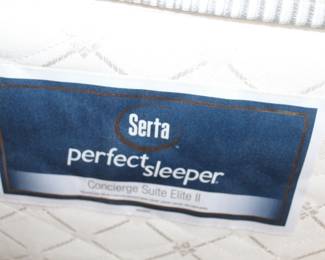 Serta
perfect sleeper
Concierge Suite Elite II